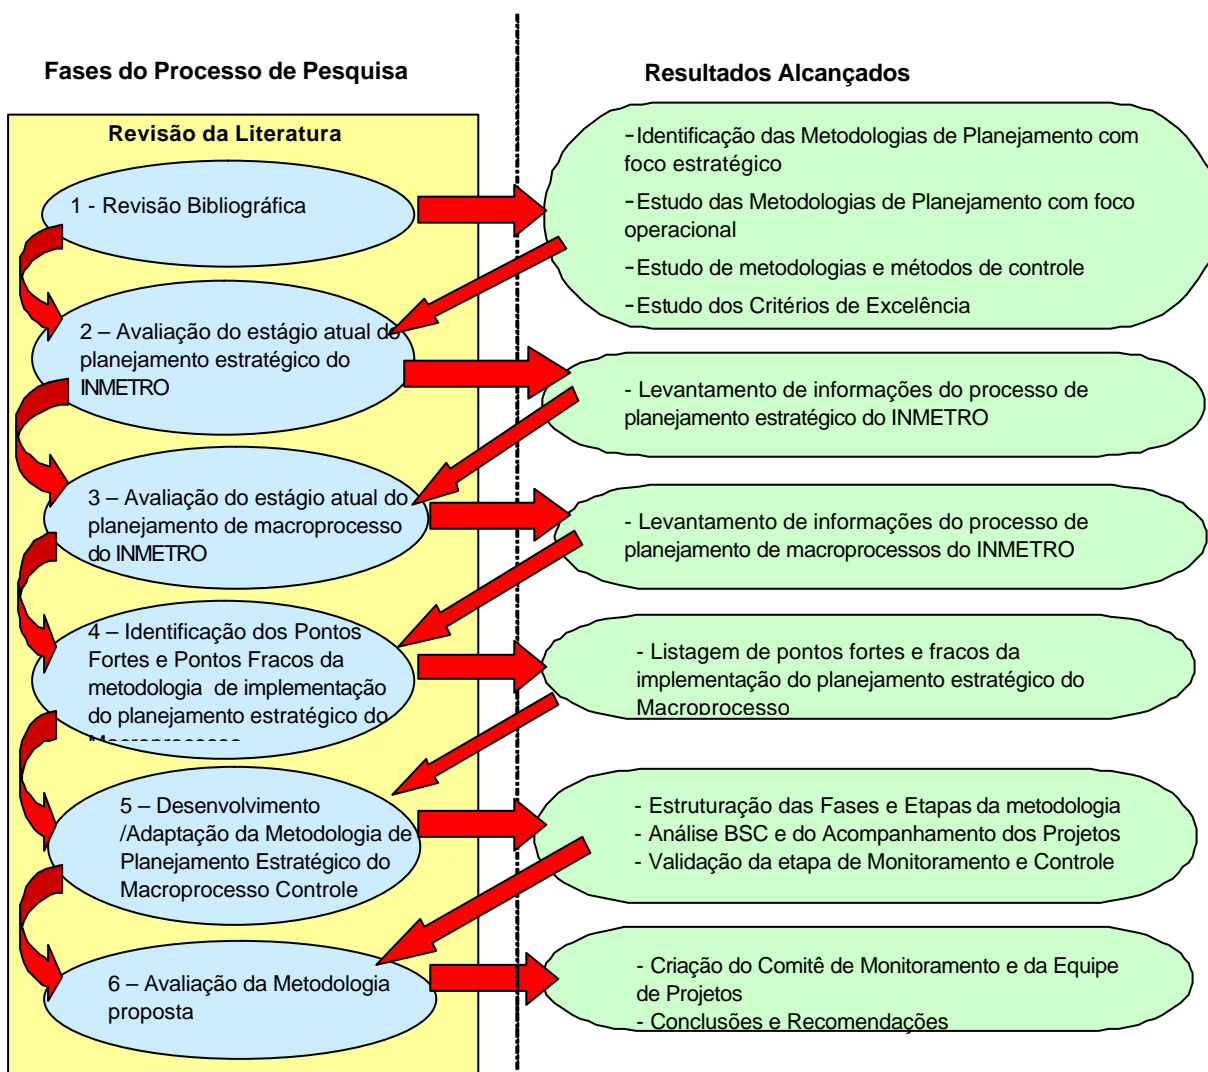 Fases do Processo de Pesquisa
Revisão da Literatura
1 - Revisão Bibliográfica
2 – Avaliação do estágio atual do
planejamento estratégico do
INMETRO
3 – Avaliação do estágio atual do
planejamento de macroprocesso
do INMETRO
4 – Identificação dos Pontos
Fortes e Pontos Fracos da
metodologia de implementação
do planejamento estratégico do
5 – Desenvolvimento
/Adaptação da Metodologia de
Planejamento Estratégico do
Macroprocesso Controle
6 – Avaliação da Metodologia
proposta
Resultados Alcançados
-Identificação das Metodologias de Planejamento com
foco estratégico
-Estudo das Metodologias de Planejamento com foco
operacional
-Estudo de metodologias e métodos de controle
-Estudo dos Critérios de Excelência
- Levantamento de informações do processo de
planejamento estratégico do INMETRO
- Levantamento de informações do processo de
planejamento de macroprocessos do INMETRO
- Listagem de pontos fortes e fracos da
implementação do planejamento estratégico do
Macroprocesso
- Estruturação das Fases e Etapas da metodologia
- Análise BSC e do Acompanhamento dos Projetos
- Validação da etapa de Monitoramento e Controle
- Criação do Comitê de Monitoramento e da Equipe
de Projetos
- Conclusões e Recomendações